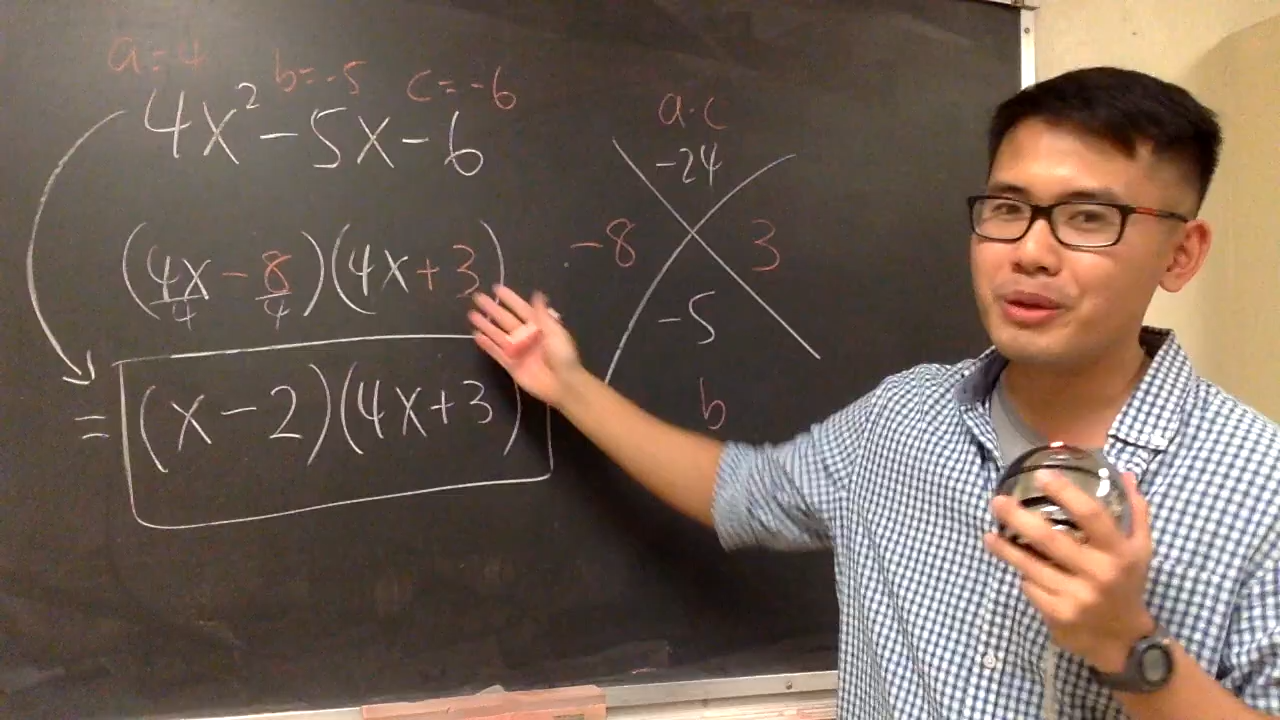 a=4 b=-5 c=-6
4x² - 5x - 6
(4x/4 - 8/4)(4x + 3)
= (x - 2)(4x + 3)
a·c
-24
-8 3
-5
b